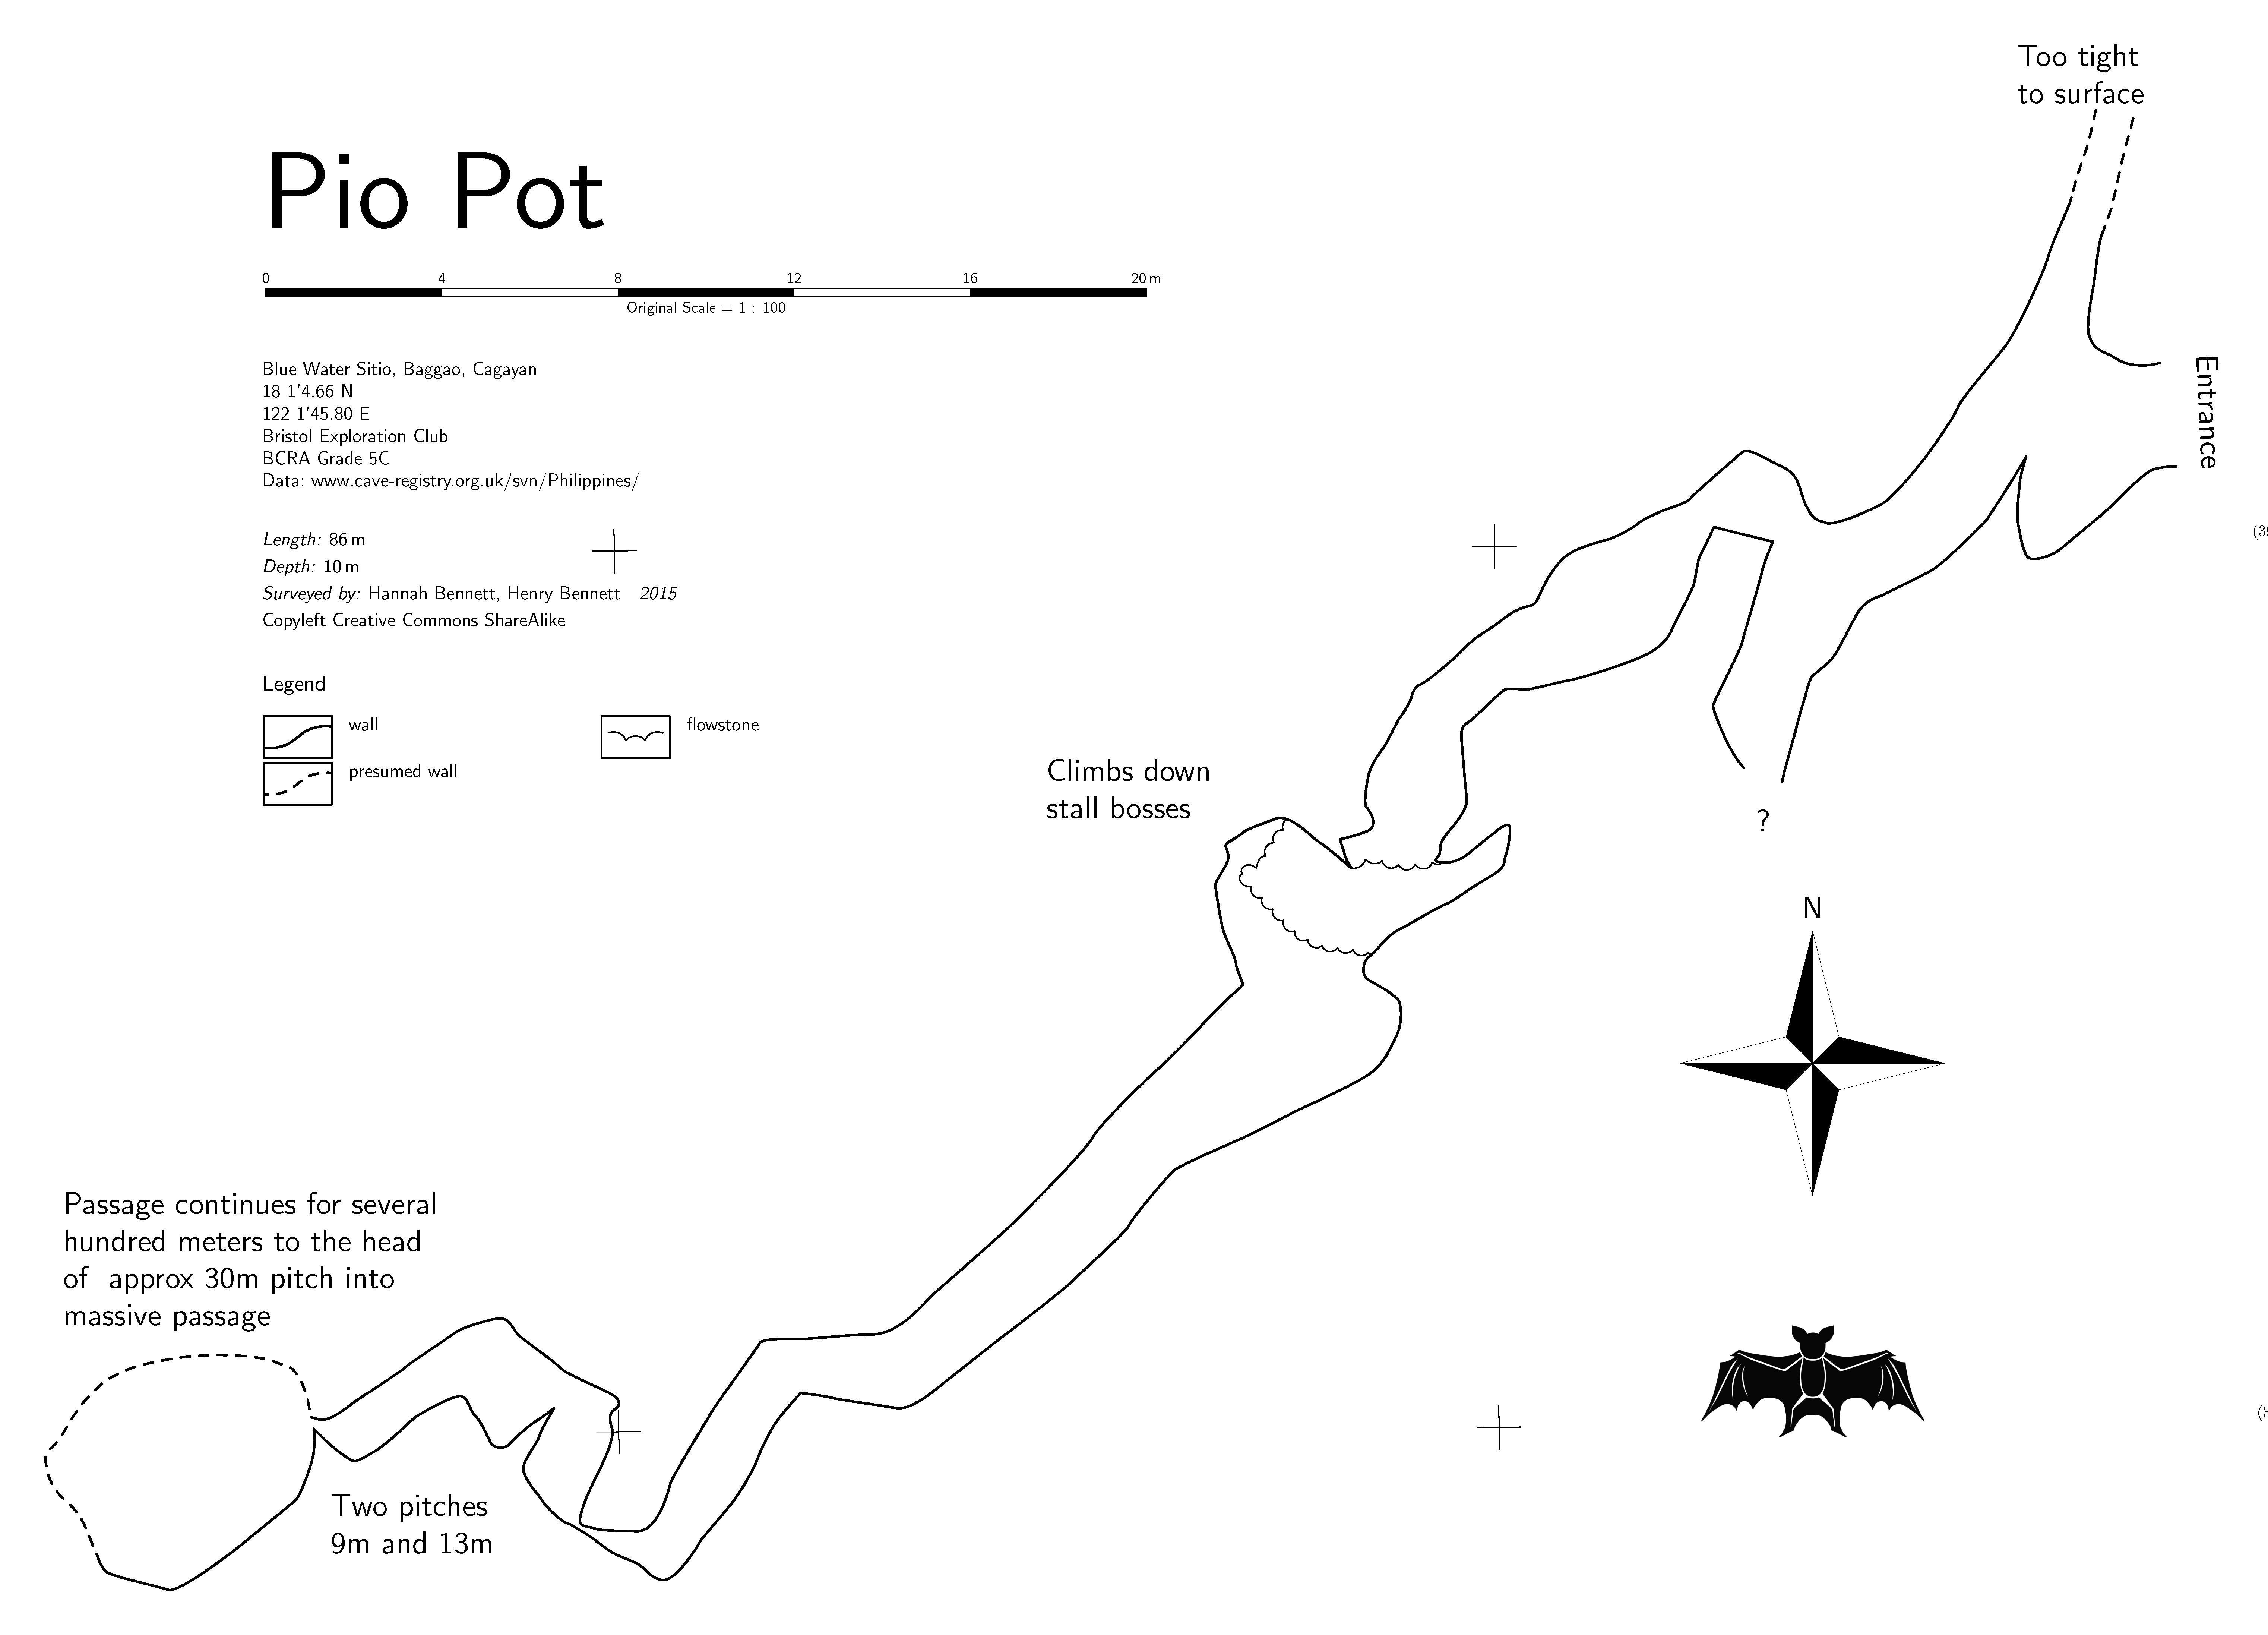 Too tight
to surface
Pio Pot
0 4 8 12 16 20 m
Original Scale = 1 : 100
Entrance
Blue Water Sitio, Baggao, Cagayan
18 1'4.66 N
122 1'45.80 E
Bristol Exploration Club
BCRA Grade 5C
Data: www.cave-registry.org.uk/svn/Philippines/
Length: 86 m
Depth: 10 m
Surveyed by: Hannah Bennett, Henry Bennett 2015
Copyleft Creative Commons ShareAlike
Legend
wall
flowstone
presumed wall
Climbs down
stall bosses
?
N
Passage continues for several
hundred meters to the head
of approx 30m pitch into
massive passage
Two pitches
9m and 13m